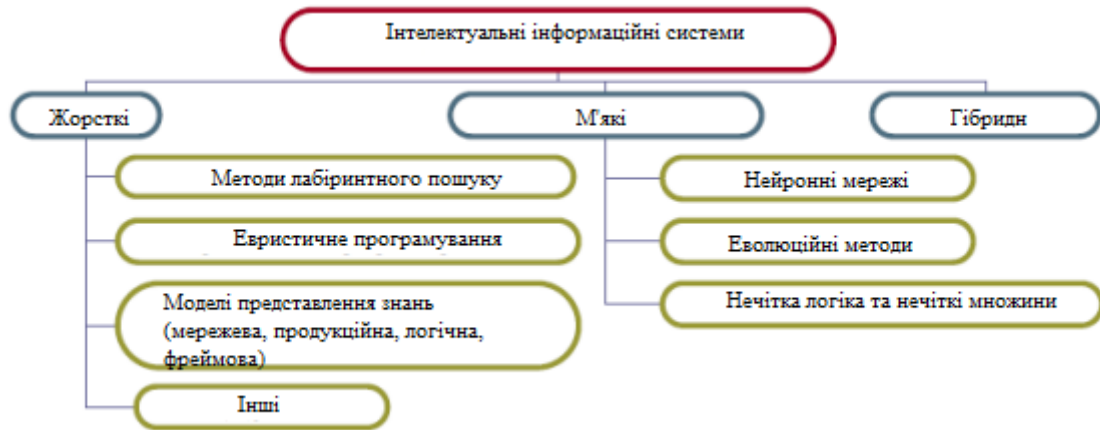 Інтелектуальні інформаційні системи
Жорсткі
М'які
Гібридн
Методи лабіринтного пошуку
Евристичне програмування
Моделі представлення знань
(мережева, продукційна, логічна,
фреймова)
Інші
Нейронні мережі
Еволюційні методи
Нечітка логіка та нечіткі множини